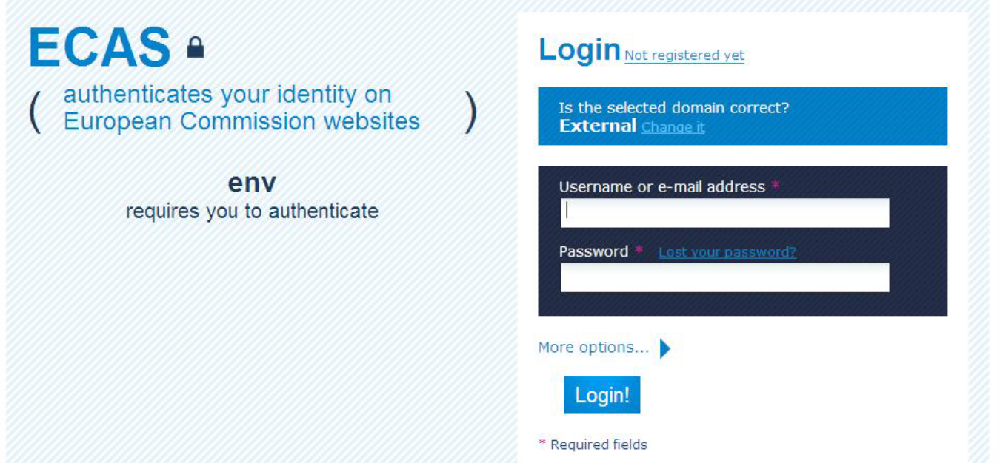 ECAS
( authenticates your identity on
European Commission websites )
env
requires you to authenticate
Login Not registered yet
Is the selected domain correct?
External Change it
Username or e-mail address *
Password * Lost your password?
More options...
Login!
* Required fields